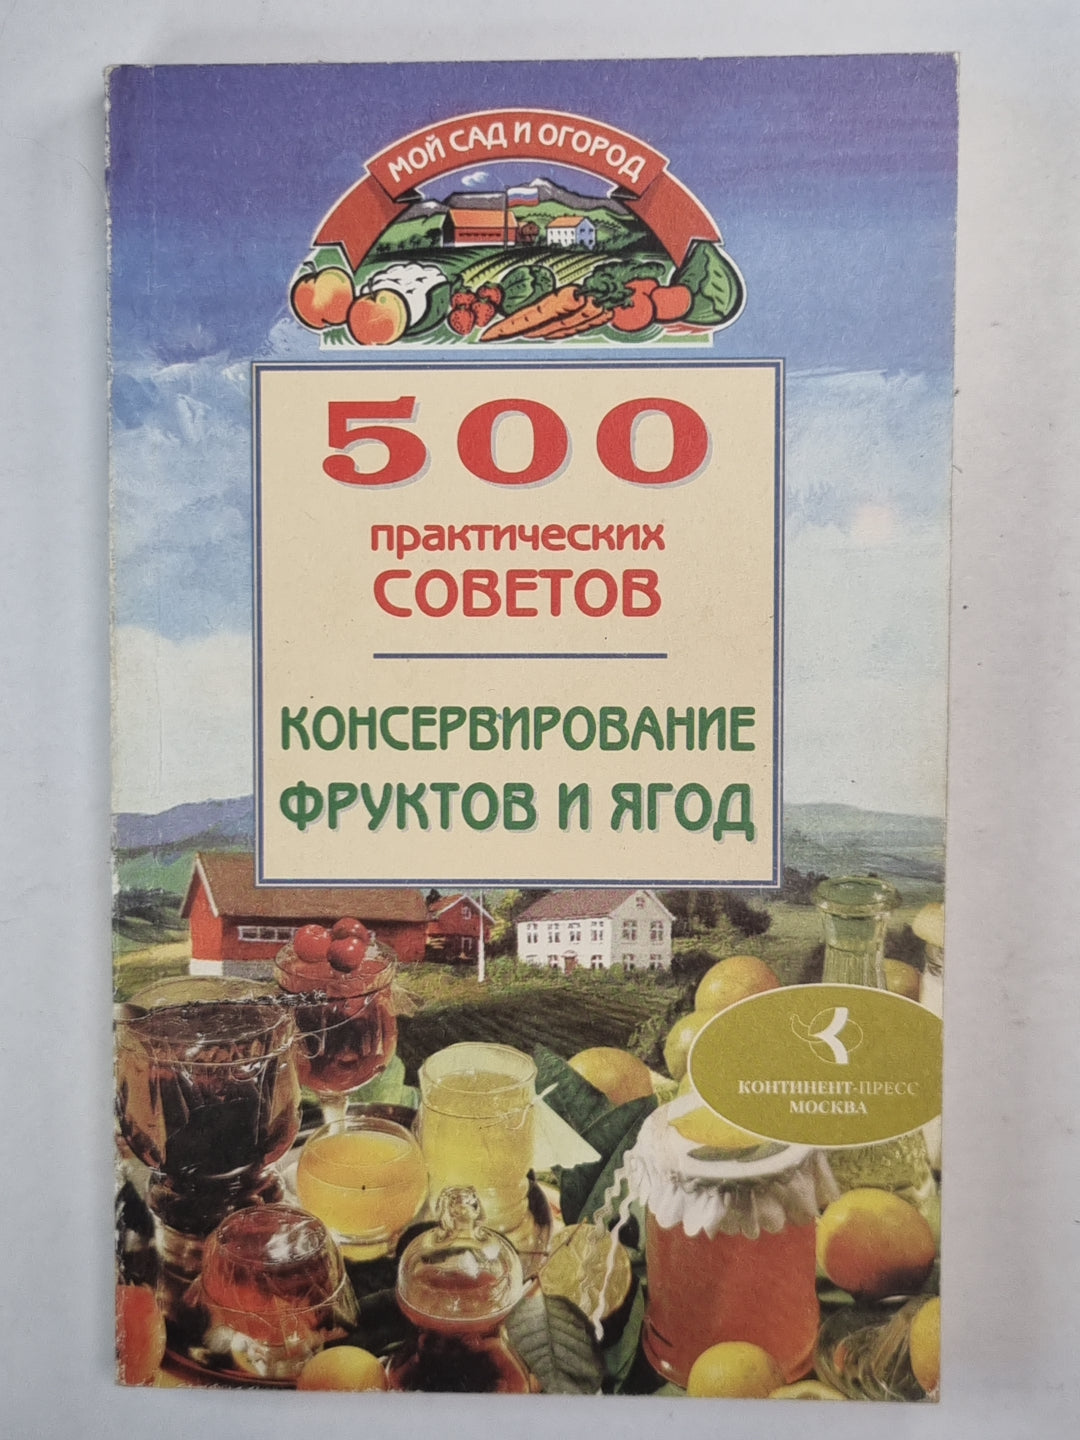 МОЙ САД И ОГОРОД
500
практических
СОВЕТОВ
КОНСЕРВИРОВАНИЕ
ФРУКТОВ И ЯГОД
КОНТИНЕНТ-ПРЕСС
МОСКВА